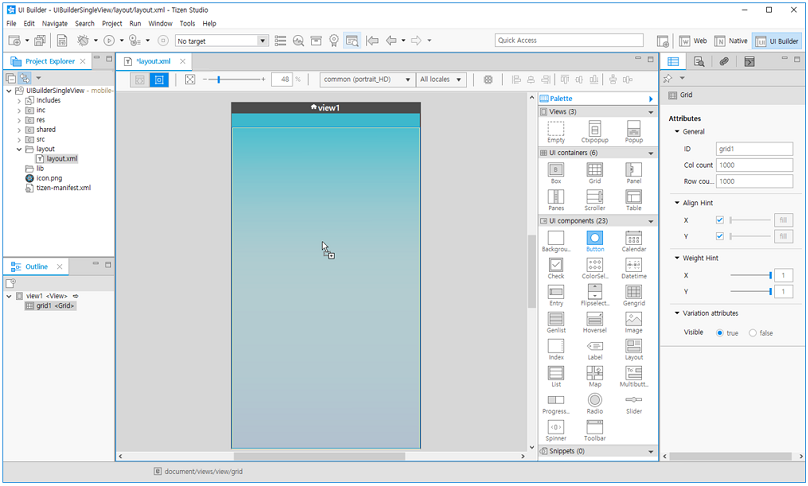 UI Builder - UIBuilderSingleView/layout/layout.xml - Tizen Studio
File Edit Navigate Search Project Run Window Tools Help
No target
Quick Access
Web
Native
UI Builder
Project Explorer
UIBuilderSingleView - mobile-
Includes
inc
res
shared
src
layout
layout.xml
lib
icon.png
tizen-manifest.xml
Outline
view1 <View>
grid1 <Grid>
*layout.xml
48 %
common (portrait_HD)
All locales
view1
Palette
Views (3)
Empty Ctxpopup Popup
UI containers (6)
Box Grid Panel
Panes Scroller Table
UI components (23)
Backgrou.. Button Calendar
Check ColorSel.. Datetime
Entry Flipselect.. Gengrid
Genlist Hoversel Image
Index Label Layout
List Map Multibutt..
Progress.. Radio Slider
Spinner Toolbar
Snippets (0)
Grid
Attributes
General
ID grid1
Col count 1000
Row cou... 1000
Align Hint
X fill
Y fill
Weight Hint
X 1
Y 1
Variation attributes
Visible true false
document/views/view/grid